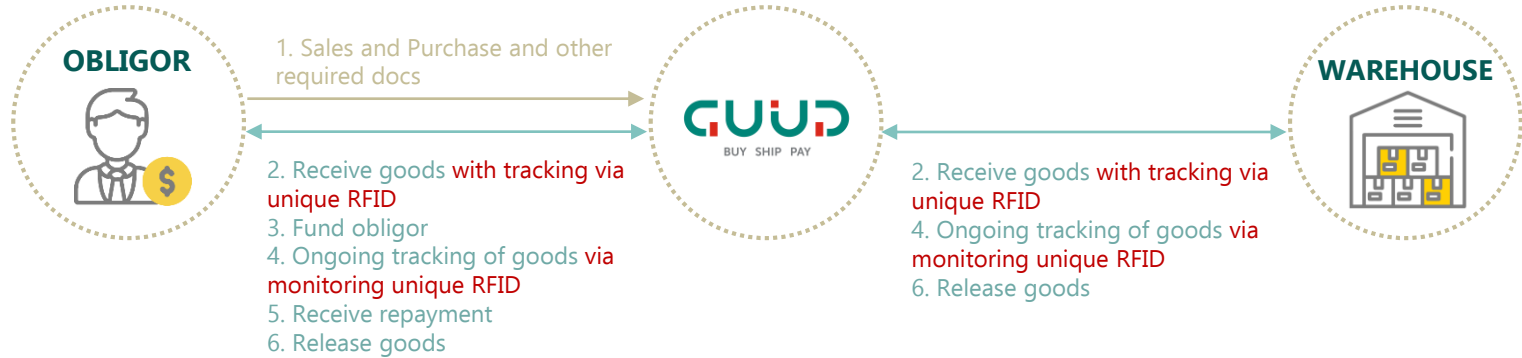 OBLIGOR
$
1. Sales and Purchase and other
required docs
2. Receive goods with tracking via
unique RFID
3. Fund obligor
4. Ongoing tracking of goods via
monitoring unique RFID
5. Receive repayment
6. Release goods
GUUD
BUY SHIP PAY
2. Receive goods with tracking via
unique RFID
4. Ongoing tracking of goods via
monitoring unique RFID
6. Release goods
WAREHOUSE